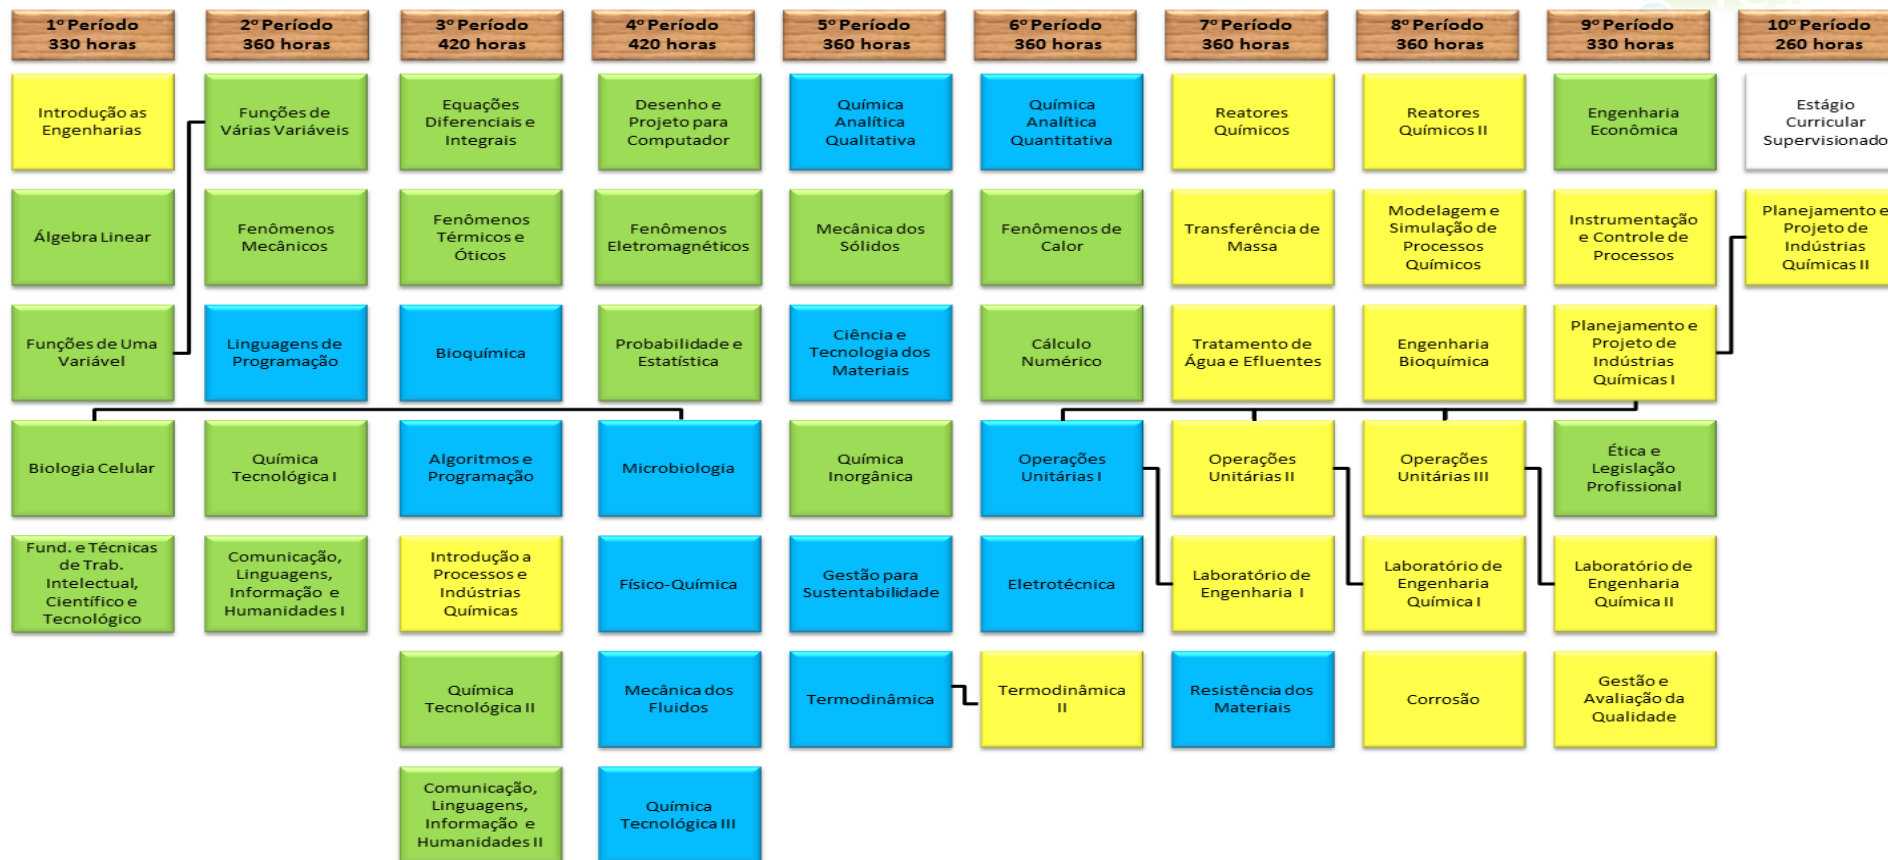 1º Período
330 horas
2º Período
360 horas
3º Período
420 horas
4º Período
420 horas
5º Período
360 horas
6º Período
360 horas
7º Período
360 horas
8º Período
360 horas
9º Período
330 horas
10º Período
260 horas
Introdução as
Engenharias
Funções de
Várias Variáveis
Equações
Diferenciais e
Integrais
Desenho e
Projeto para
Computador
Química
Analítica
Qualitativa
Química
Analítica
Quantitativa
Reatores
Químicos
Reatores
Químicos II
Engenharia
Econômica
Estágio
Curricular
Supervisionado
Álgebra Linear
Fenômenos
Mecânicos
Fenômenos
Térmicos e
Óticos
Fenômenos
Eletromagnéticos
Mecânica dos
Sólidos
Fenômenos de
Calor
Transferência de
Massa
Modelagem e
Simulação de
Processos
Químicos
Instrumentação
e Controle de
Processos
Planejamento e
Projeto de
Indústrias
Químicas II
Funções de Uma
Variável
Linguagens de
Programação
Bioquímica
Probabilidade e
Estatística
Ciência e
Tecnologia dos
Materiais
Cálculo
Numérico
Tratamento de
Água e Efluentes
Engenharia
Bioquímica
Planejamento e
Projeto de
Indústrias
Químicas I
Biologia Celular
Química
Tecnológica I
Algoritmos e
Programação
Microbiologia
Química
Inorgânica
Operações
Unitárias I
Operações
Unitárias II
Operações
Unitárias III
Ética e
Legislação
Profissional
Fund. e Técnicas
de Trab.
Intelectual,
Científico e
Tecnológico
Comunicação,
Linguagens,
Informação e
Humanidades I
Introdução a
Processos e
Indústrias
Químicas
Físico-Química
Gestão para
Sustentabilidade
Eletrotécnica
Laboratório de
Engenharia I
Laboratório de
Engenharia
Química I
Laboratório de
Engenharia
Química II
Química
Tecnológica II
Mecânica dos
Fluidos
Termodinâmica
Termodinâmica
II
Resistência dos
Materiais
Corrosão
Gestão e
Avaliação da
Qualidade
Comunicação,
Linguagens,
Informação e
Humanidades II
Química
Tecnológica III